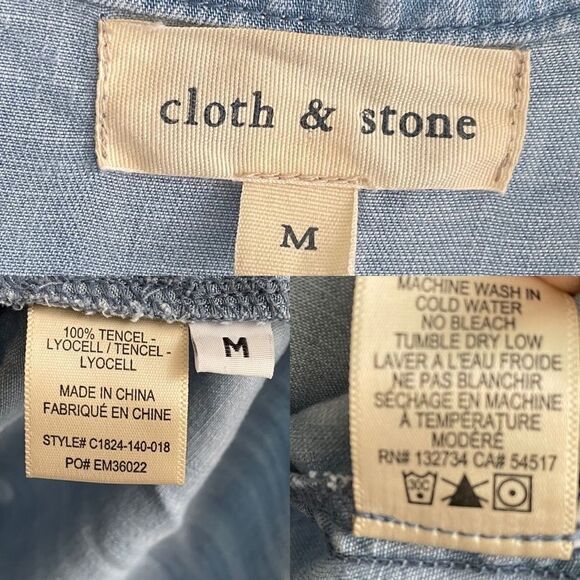 cloth & stone
M
100% TENCEL -
LYOCELL / TENCEL -
LYOCELL
MADE IN CHINA
FABRIQUÉ EN CHINE
STYLE# C1824-140-018
PO# EM36022
M
MACHINE WASH IN
COLD WATER
NO BLEACH
TUMBLE DRY LOW
LAVER A L'EAU FROIDE
NE PAS BLANCHIR
SÉCHAGE EN MACHINE
À TEMPÉRATURE
MODÉRÉ
RN# 132734 CA# 54517
30C